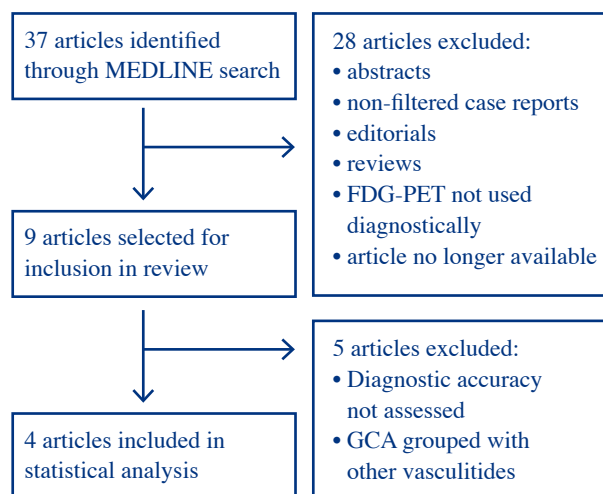 37 articles identified
through MEDLINE search
28 articles excluded:
• abstracts
• non-filtered case reports
• editorials
• reviews
• FDG-PET not used
diagnostically
• article no longer available
9 articles selected for
inclusion in review
5 articles excluded:
• Diagnostic accuracy
not assessed
• GCA grouped with
other vasculitides
4 articles included in
statistical analysis